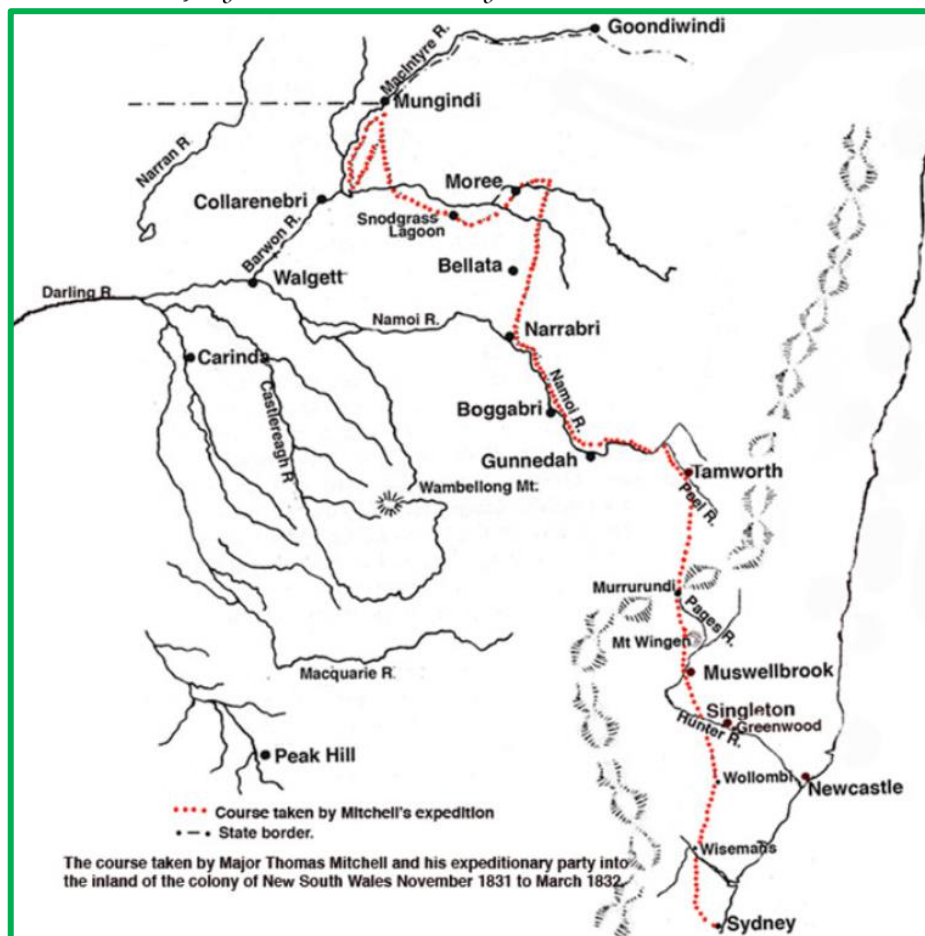 Goondiwindi
MacIntyre R.
Mungindi
Narran R
Moree
Collarenebri
Snodgrass
Lagoon
Barwon R.
Bellata
Walgett
Darling R.
Namoi R.
Narrabri
Carinda
Namoi R.
Castlereagh R
Boggabri
Gunnedah
Tamworth
Wambellong Mt.
Peel R.
Murrurundi
Pages R.
Mt Wingen
Muswellbrook
Macquarie R.
Singleton
Greenwood
Hunter R.
Peak Hill
Wollombi
Newcastle
Course taken by Mitchell's expedition
State border.
Wisemans
The course taken by Major Thomas Mitchell and his expeditionary party into
the inland of the colony of New South Wales November 1831 to March 1832.
Sydney